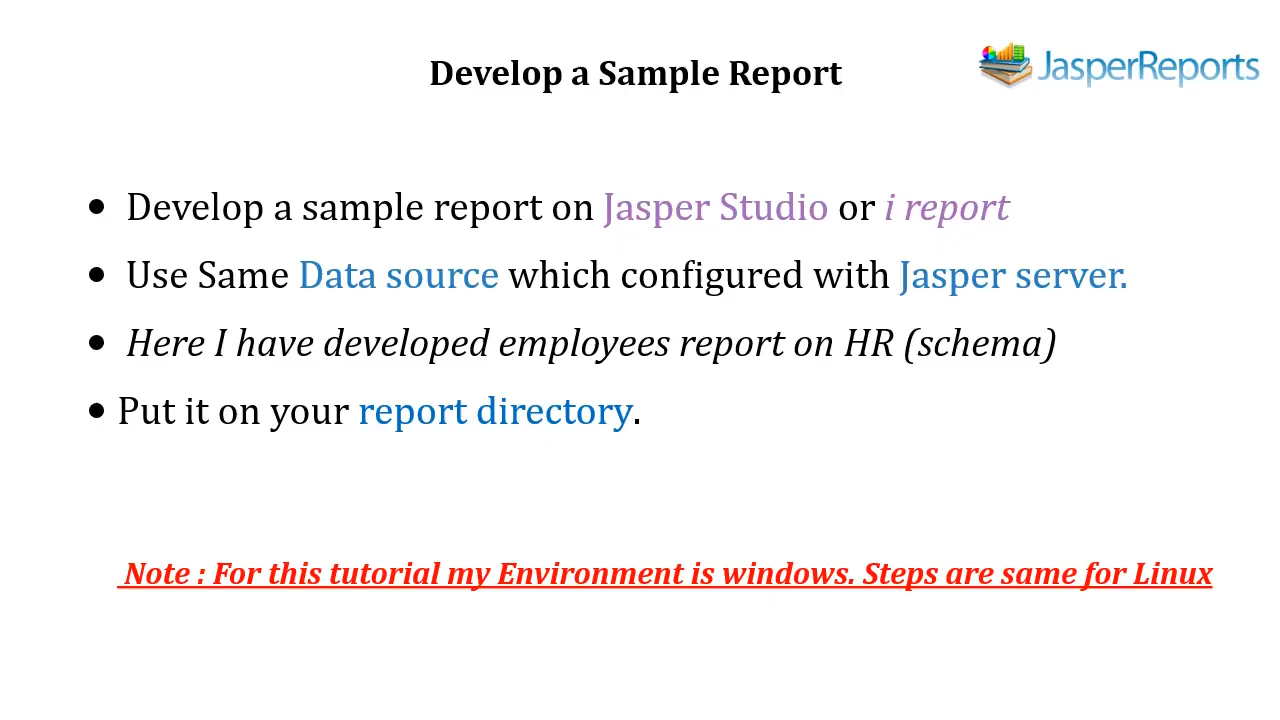 Develop a Sample Report
JasperReports
• Develop a sample report on Jasper Studio or i report
• Use Same Data source which configured with Jasper server.
• Here I have developed employees report on HR (schema)
• Put it on your report directory.
Note : For this tutorial my Environment is windows. Steps are same for Linux